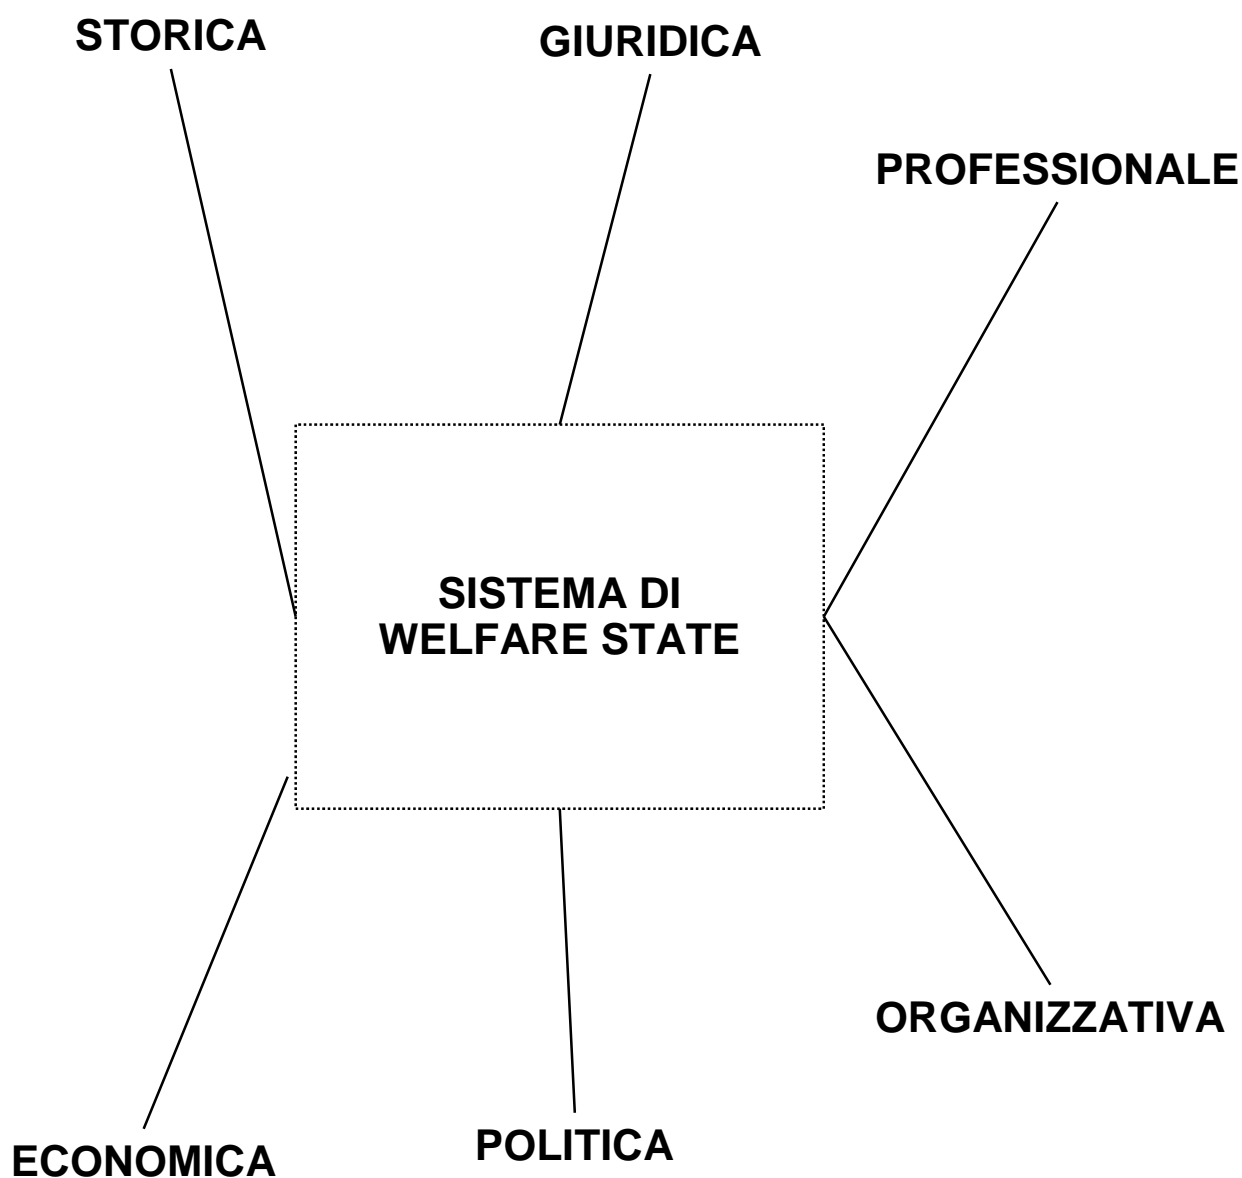 STORICA
GIURIDICA
PROFESSIONALE
SISTEMA DI
WELFARE STATE
ORGANIZZATIVA
POLITICA
ECONOMICA